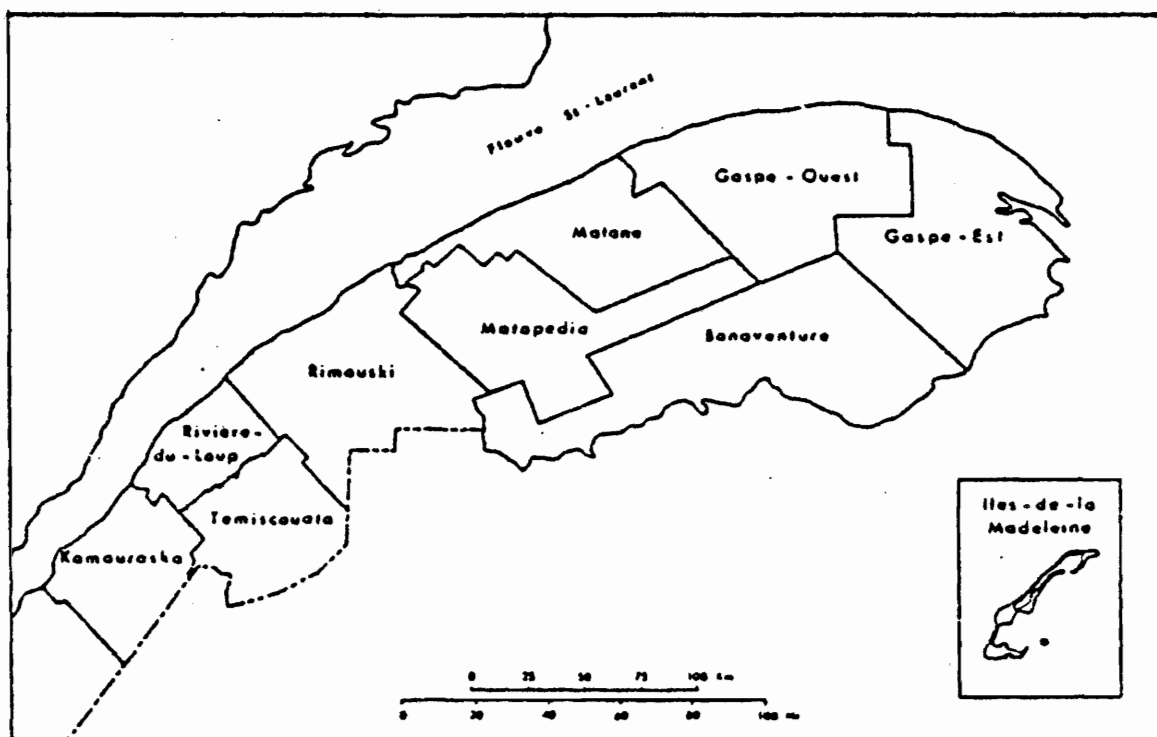 Fleuve St-Laurent
Gaspe-Ouest
Matane
Gaspe-Est
Matapedia
Bonaventure
Rimouski
Rivière-
du-Loup
Temiscouata
Kamouraska
Iles-de-la
Madeleine
0 25 50 75 100 Km
0 20 40 60 80 100 Mi